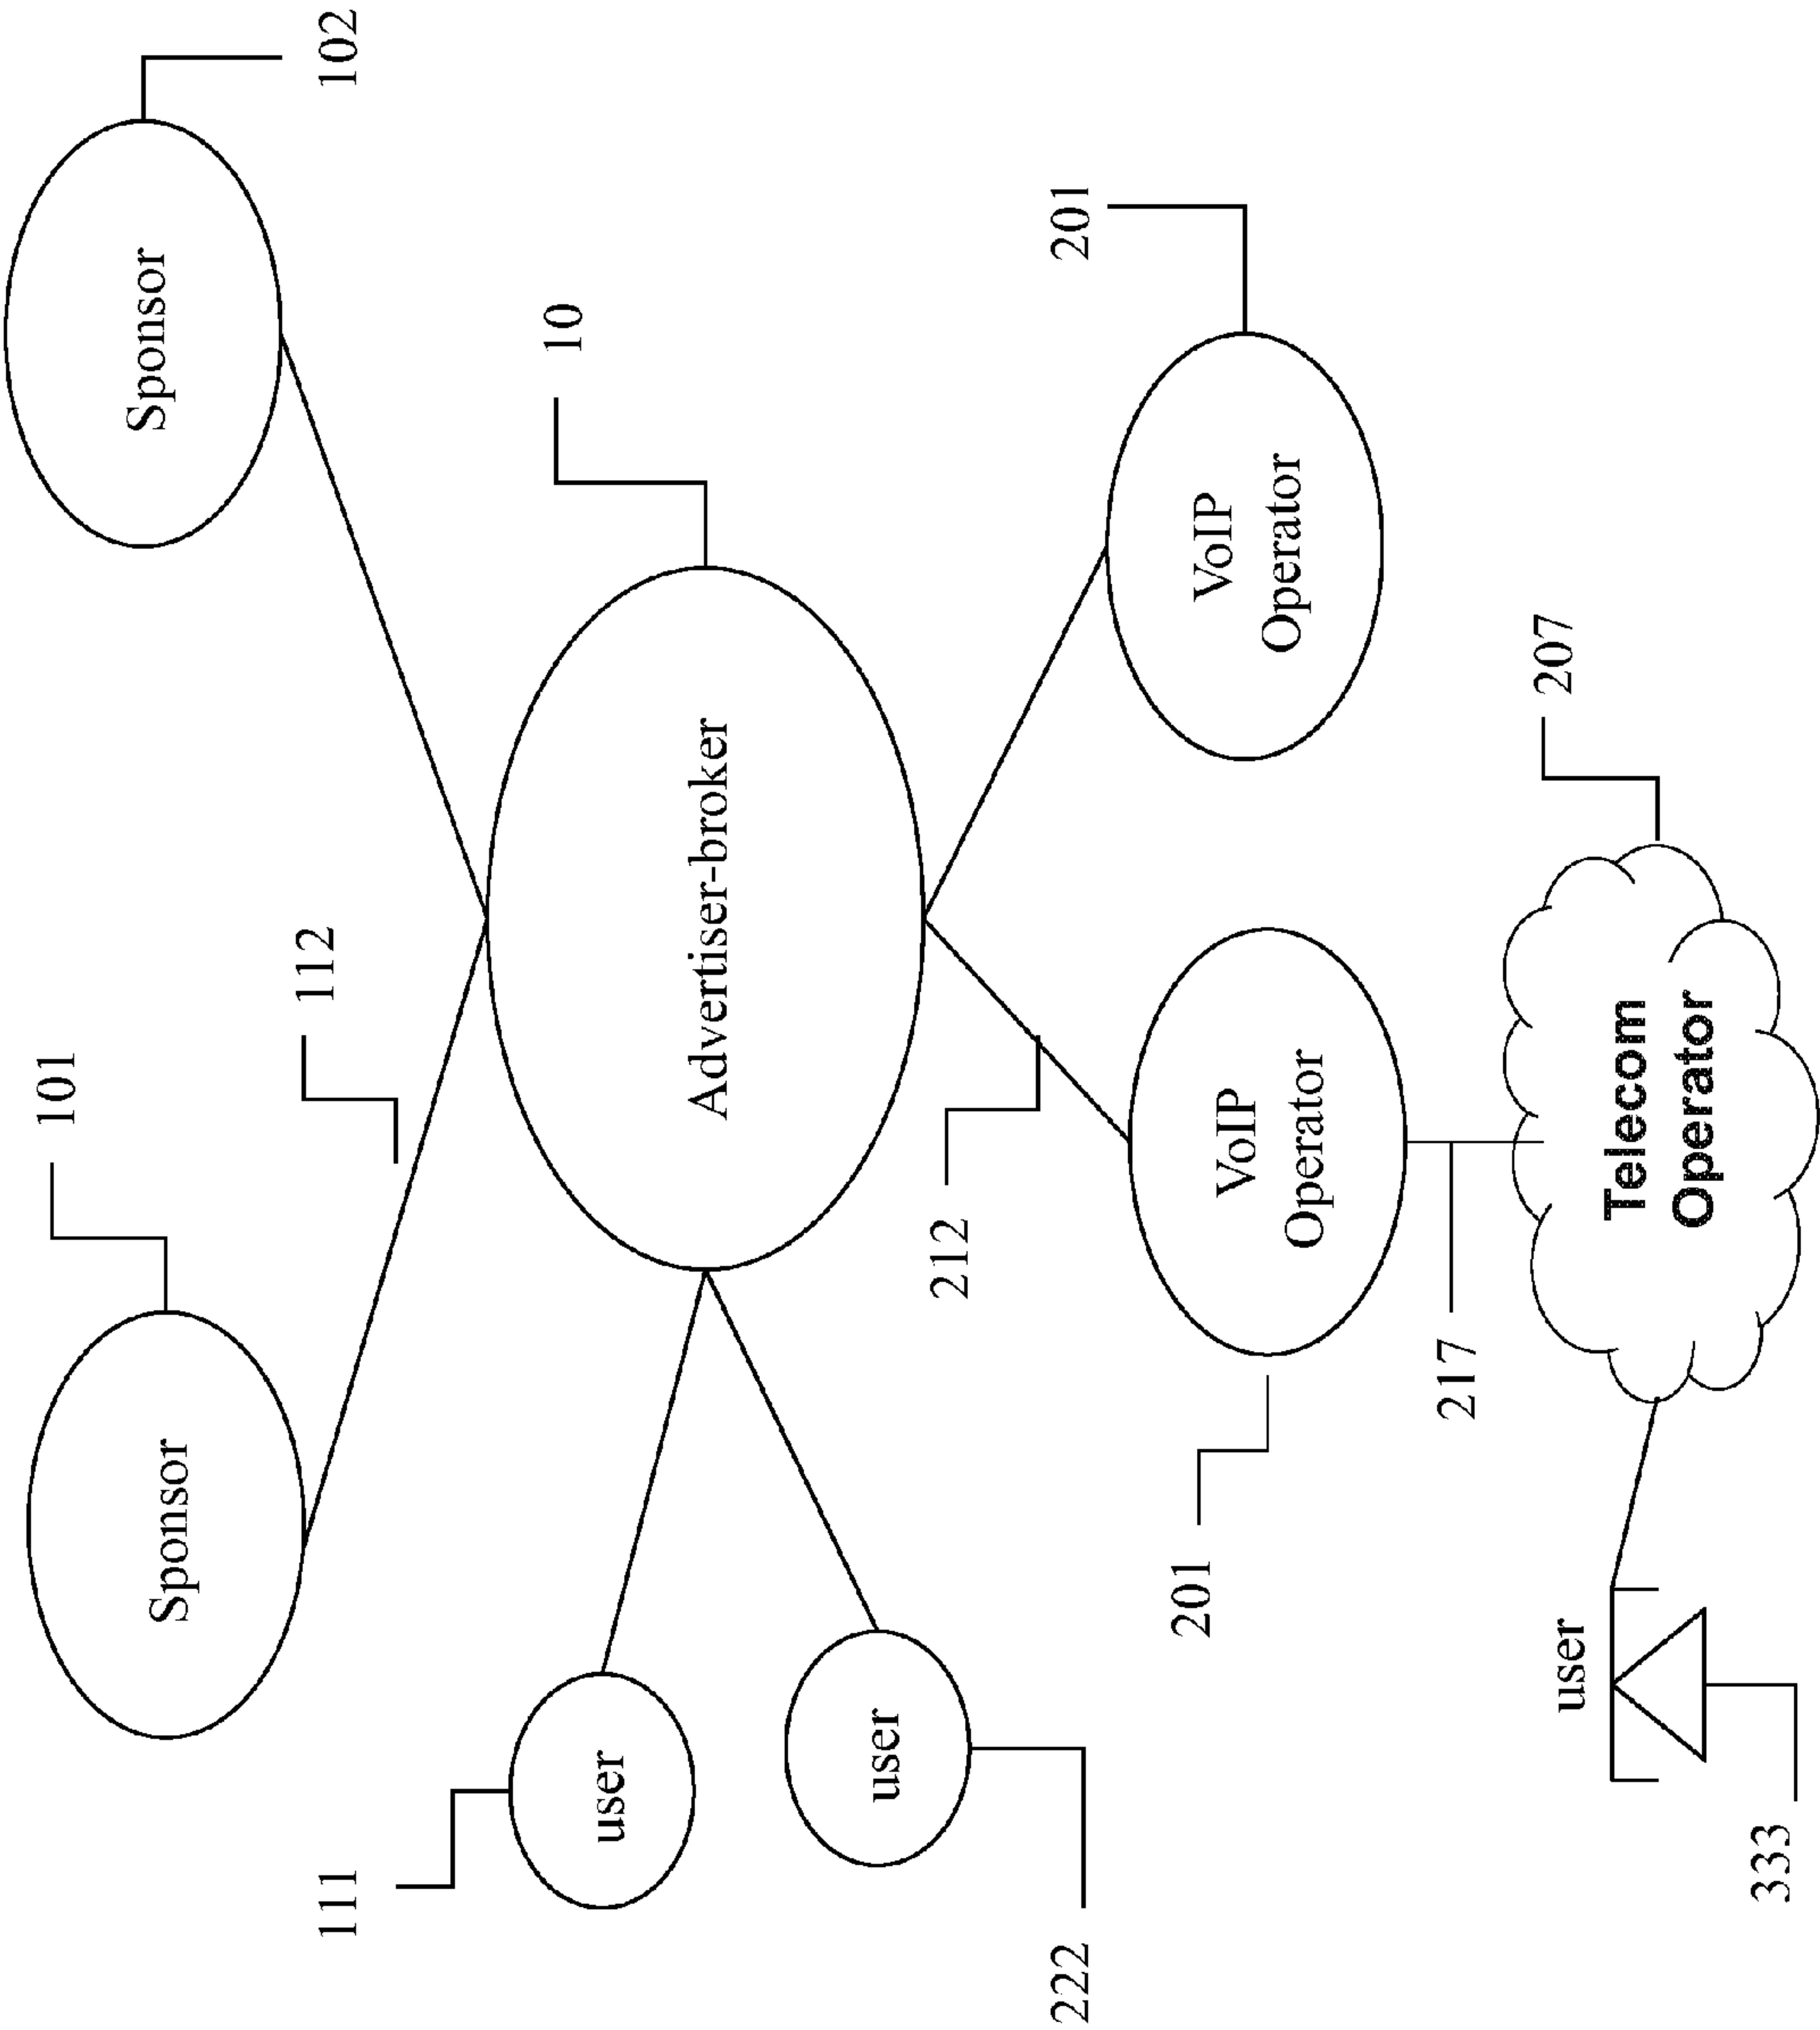 Sponsor
101
Sponsor
102
112
10
Advertiser-broker
user
111
user
222
212
VoIP
Operator
201
VoIP
Operator
201
217
207
Telecom
Operator
user
333